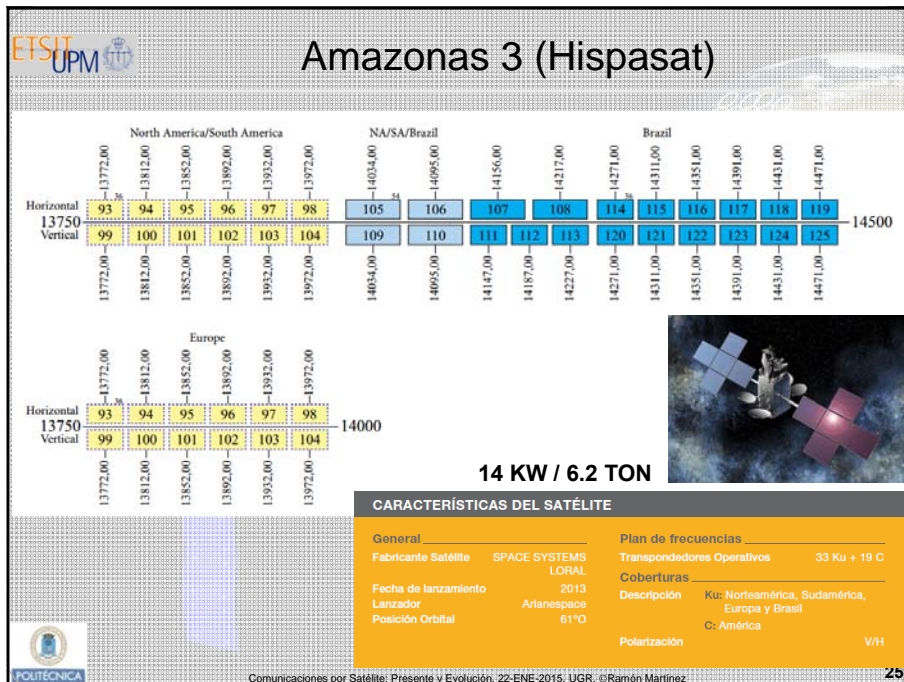 ETSIT
UPM
Amazonas 3 (Hispasat)
North America/South America
NA/SA/Brazil
Brazil
13772,00 13812,00 13852,00 13892,00 13932,00 13972,00 14034,00 14095,00 14156,00 14217,00 14271,00 14311,00 14351,00 14391,00 14431,00 14471,00
36 54 36
Horizontal 93 94 95 96 97 98 105 106 107 108 114 115 116 117 118 119
13750 14500
Vertical 99 100 101 102 103 104 109 110 111 112 113 120 121 122 123 124 125
13772,00 13812,00 13852,00 13892,00 13932,00 13972,00 14034,00 14095,00 14147,00 14187,00 14227,00 14271,00 14311,00 14351,00 14391,00 14431,00 14471,00
Europe
13772,00 13812,00 13852,00 13892,00 13932,00 13972,00
36
Horizontal 93 94 95 96 97 98
13750 14000
Vertical 99 100 101 102 103 104
13772,00 13812,00 13852,00 13892,00 13932,00 13972,00
14 KW / 6.2 TON
CARACTERÍSTICAS DEL SATÉLITE
General
Fabricante Satélite SPACE SYSTEMS
LORAL
Fecha de lanzamiento 2013
Lanzador Arianespace
Posición Orbital 61ºO
Plan de frecuencias
Transpondedores Operativos 33 Ku + 19 C
Coberturas
Descripción Ku: Norteamérica, Sudamérica,
Europa y Brasil
C: América
Polarización V/H
POLITÉCNICA
Comunicaciones por Satélite: Presente y Evolución, 22-ENE-2015, UGR, ©Ramón Martínez
25